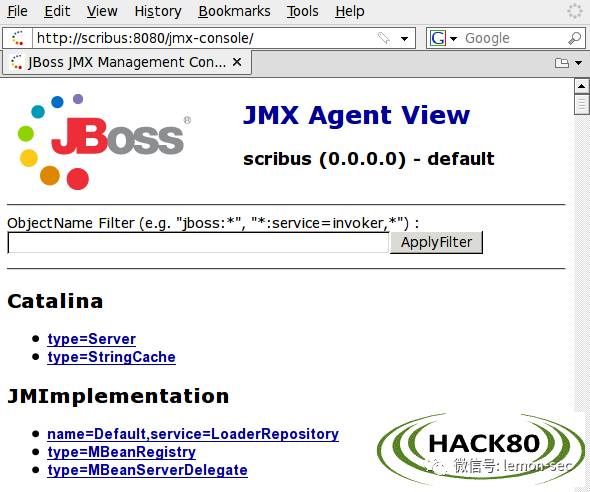 File Edit View History Bookmarks Tools Help
http://scribus:8080/jmx-console/
G Google
JBoss JMX Management Con...
JBoss®
JMX Agent View
scribus (0.0.0.0) - default
ObjectName Filter (e.g. "jboss:*", "*:service=invoker,*") :
ApplyFilter
Catalina
type=Server
type=StringCache
JMImplementation
name=Default,service=LoaderRepository
type=MBeanRegistry
type=MBeanServerDelegate
HACK80
微信号: lemon-sec